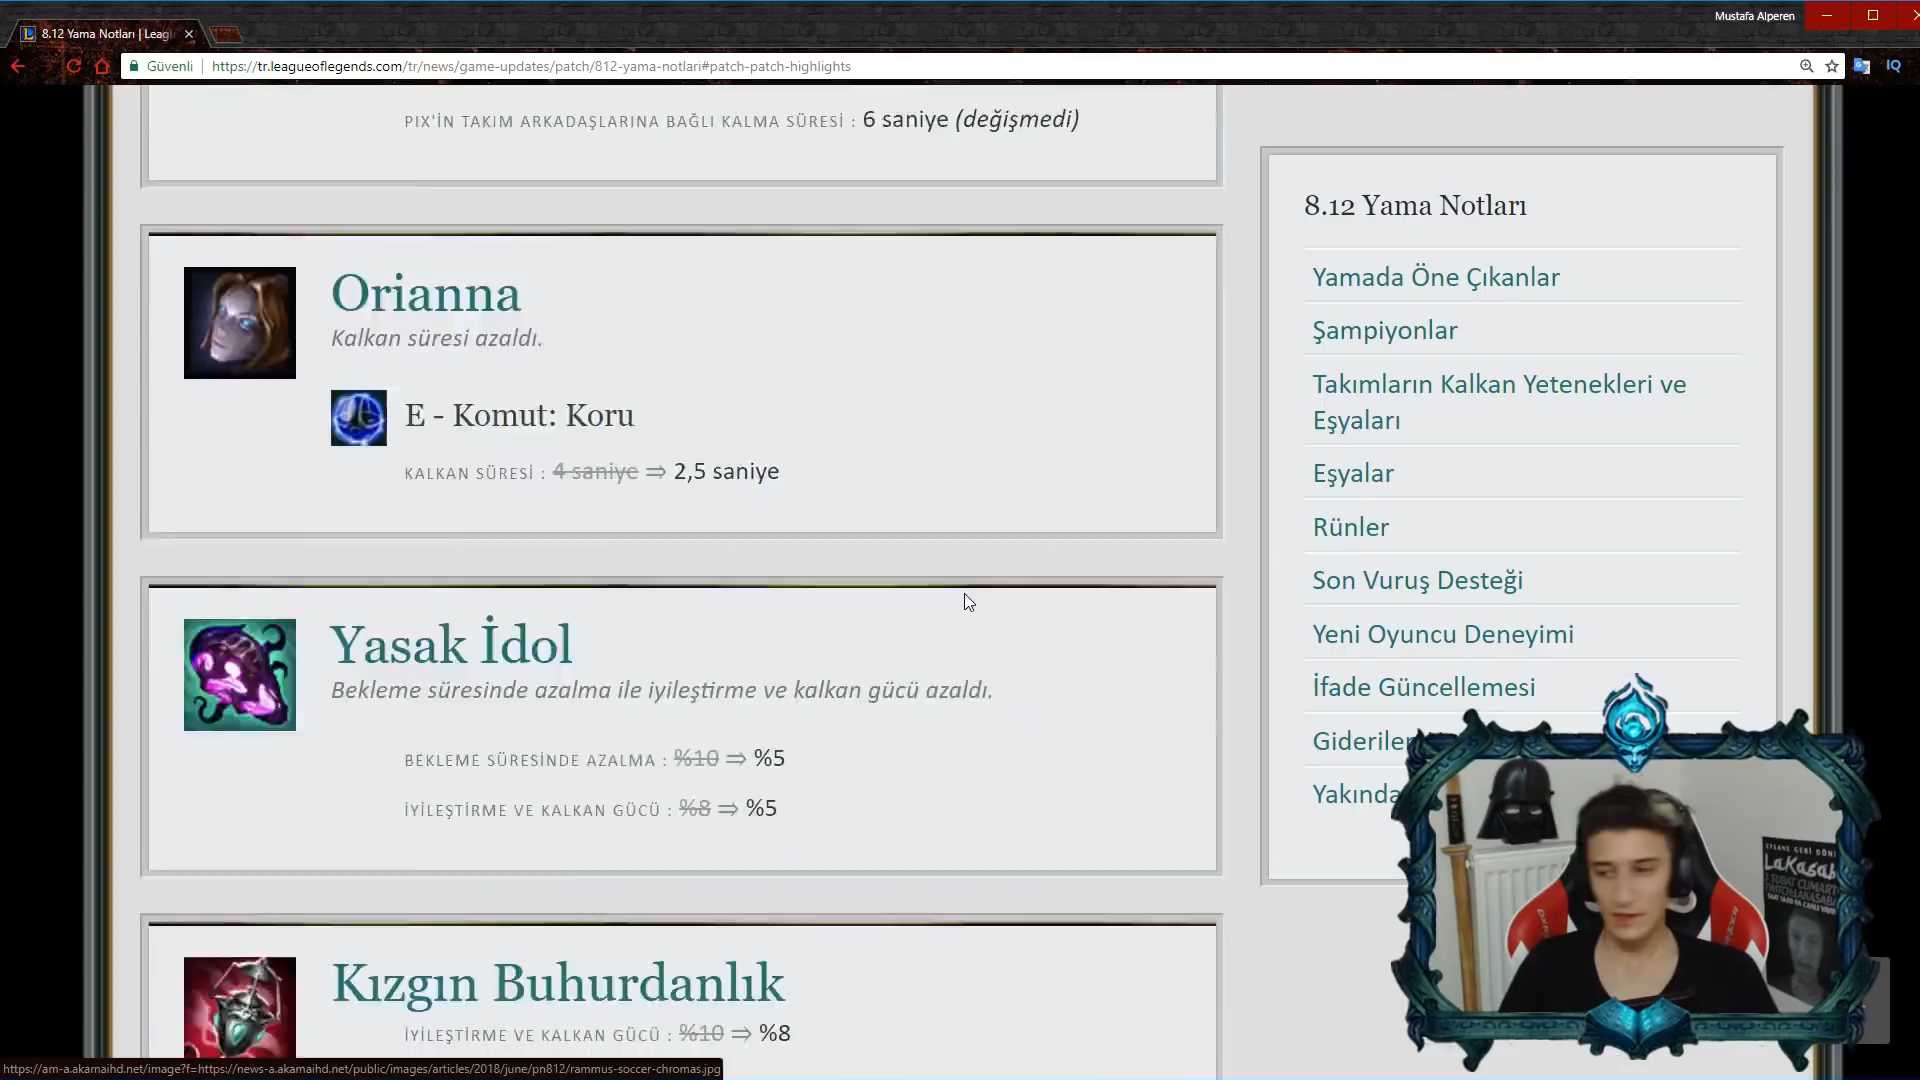 Mustafa Alperen
8.12 Yama Notları | Leag
Güvenli
https://tr.leagueoflegends.com/tr/news/game-updates/patch/812-yama-notlari#patch-patch-highlights
IQ
PIX'İN TAKIM ARKADAŞLARINA BAĞLI KALMA SÜRESİ : 6 saniye (değişmedi)
Orianna
Kalkan süresi azaldı.
E - Komut: Koru
KALKAN SÜRESİ : 4 saniye ⇒ 2,5 saniye
Yasak İdol
Bekleme süresinde azalma ile iyileştirme ve kalkan gücü azaldı.
BEKLEME SÜRESİNDE AZALMA : %10 ⇒ %5
İYİLEŞTİRME VE KALKAN GÜCÜ : %8 ⇒ %5
Kızgın Buhurdanlık
İYİLEŞTİRME VE KALKAN GÜCÜ : %10 ⇒ %8
8.12 Yama Notları
Yamada Öne Çıkanlar
Şampiyonlar
Takımların Kalkan Yetenekleri ve
Eşyaları
Eşyalar
Rünler
Son Vuruş Desteği
Yeni Oyuncu Deneyimi
İfade Güncellemesi
Giderilen
Yakında
EFSANE GERİ DÖN
LaKasab
https://am-a.akamaihd.net/image?f=https://news-a.akamaihd.net/public/images/articles/2018/june/pn812/rammus-soccer-chromas.jpg